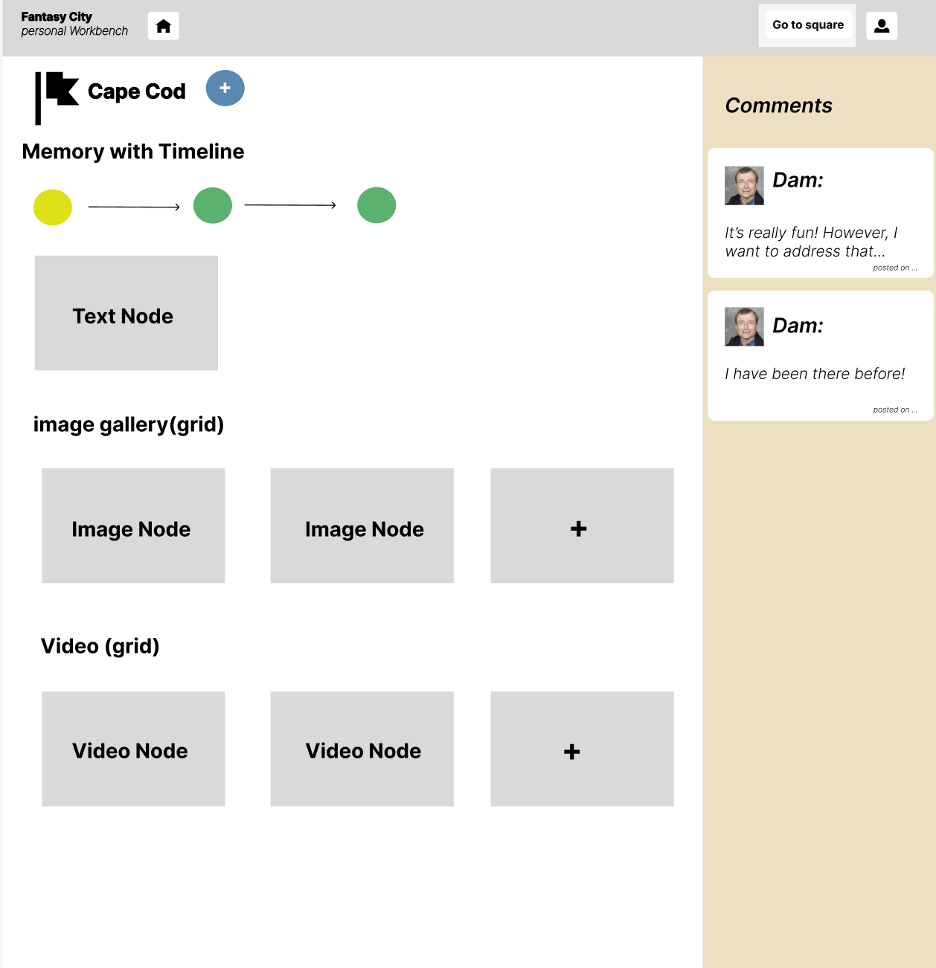 Fantasy City
personal Workbench
Go to square
Cape Cod
+
Memory with Timeline
Text Node
image gallery(grid)
Image Node
Image Node
+
Video (grid)
Video Node
Video Node
+
Comments
Dam:
It's really fun! However, I
want to address that...
posted on ...
Dam:
I have been there before!
posted on ...